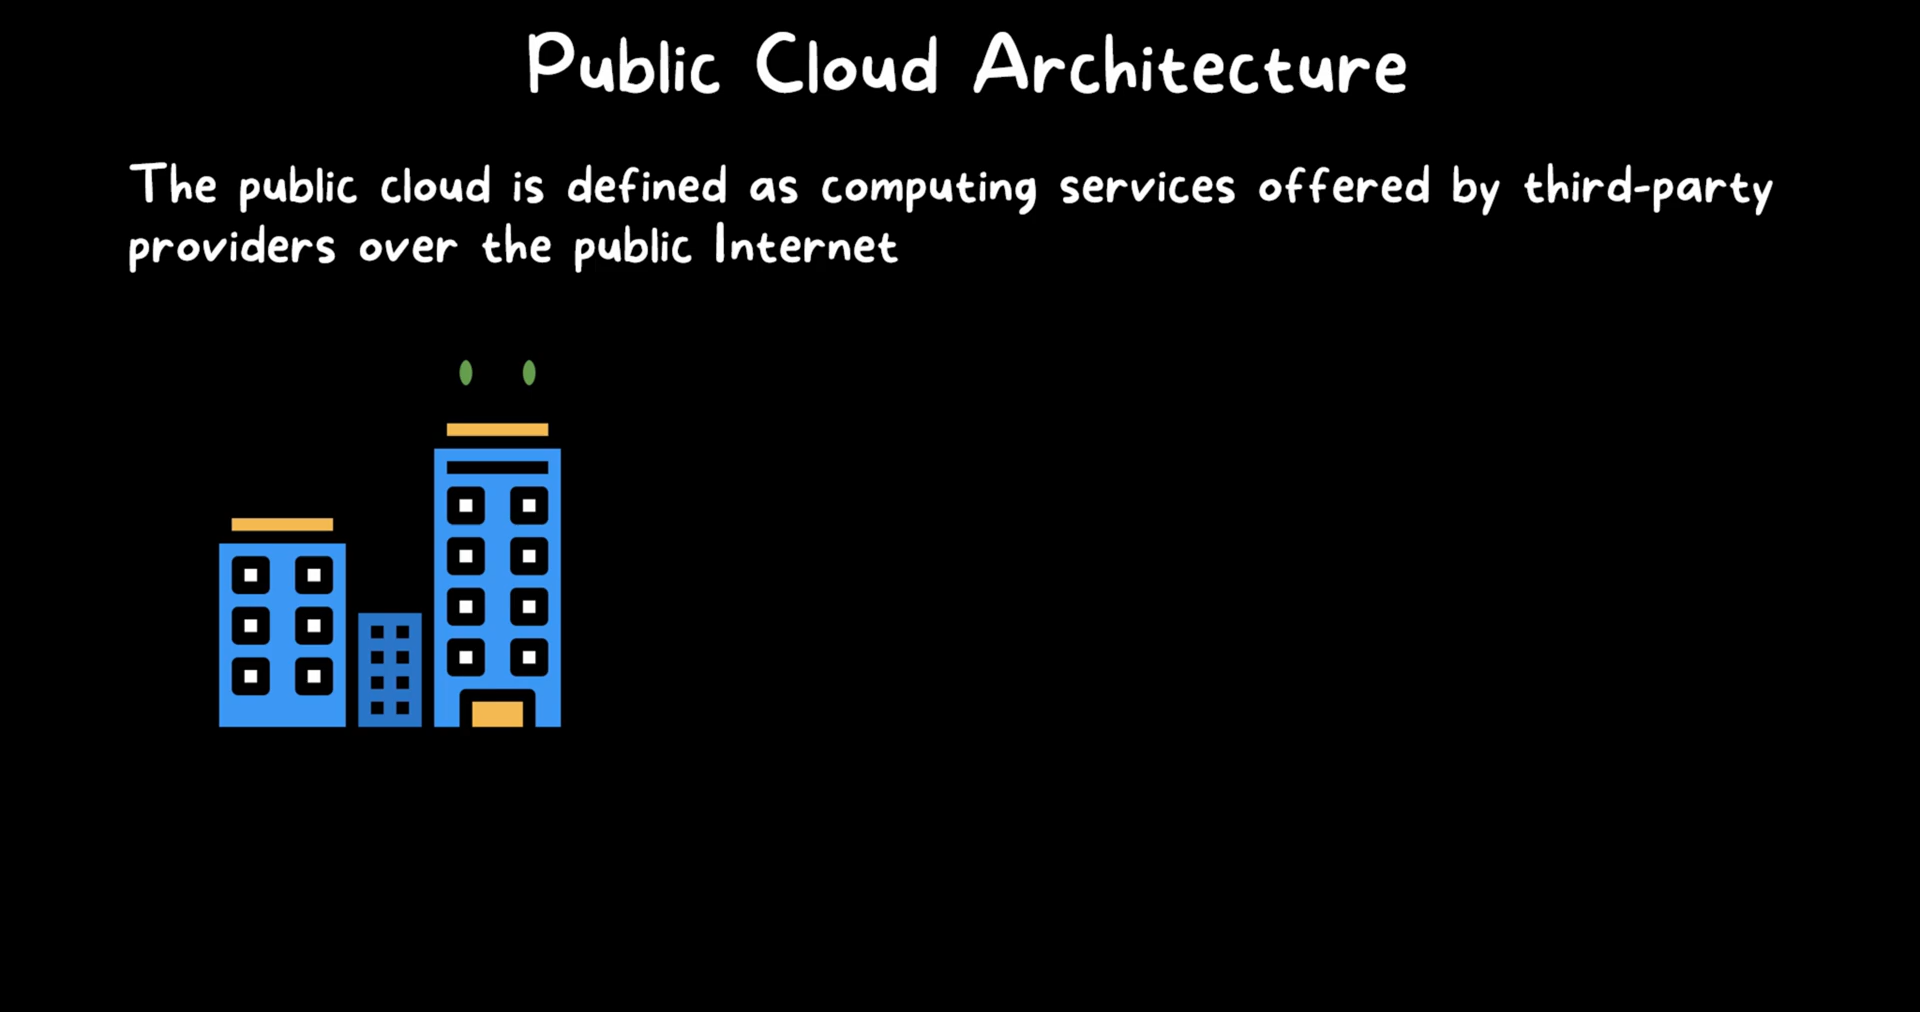 Public Cloud Architecture
The public cloud is defined as computing services offered by third-party
providers over the public Internet